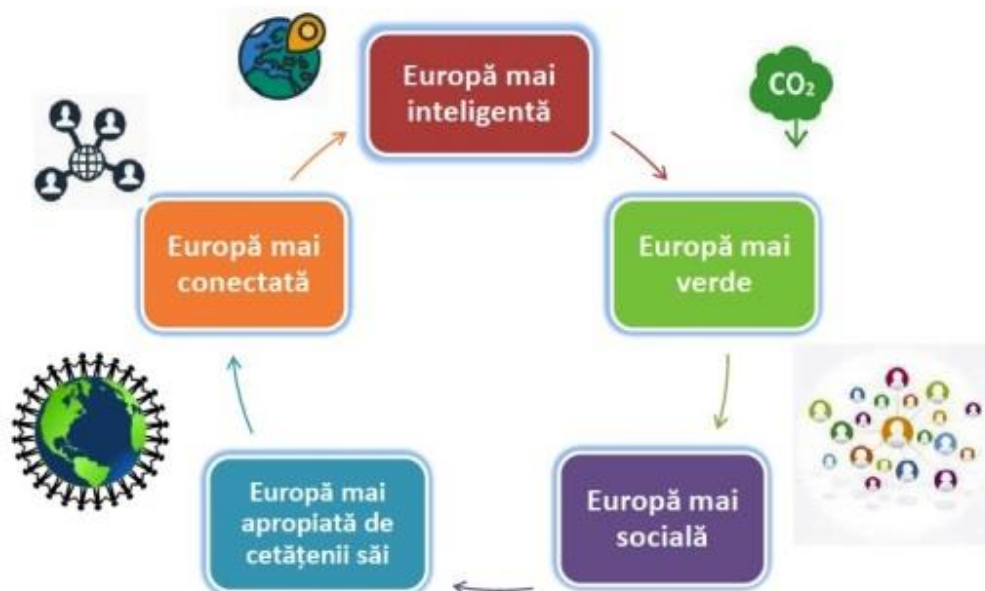 Europă mai
inteligentă
CO₂
Europă mai
conectată
Europă mai
verde
Europă mai
apropiată de
cetățenii săi
Europă mai
socială